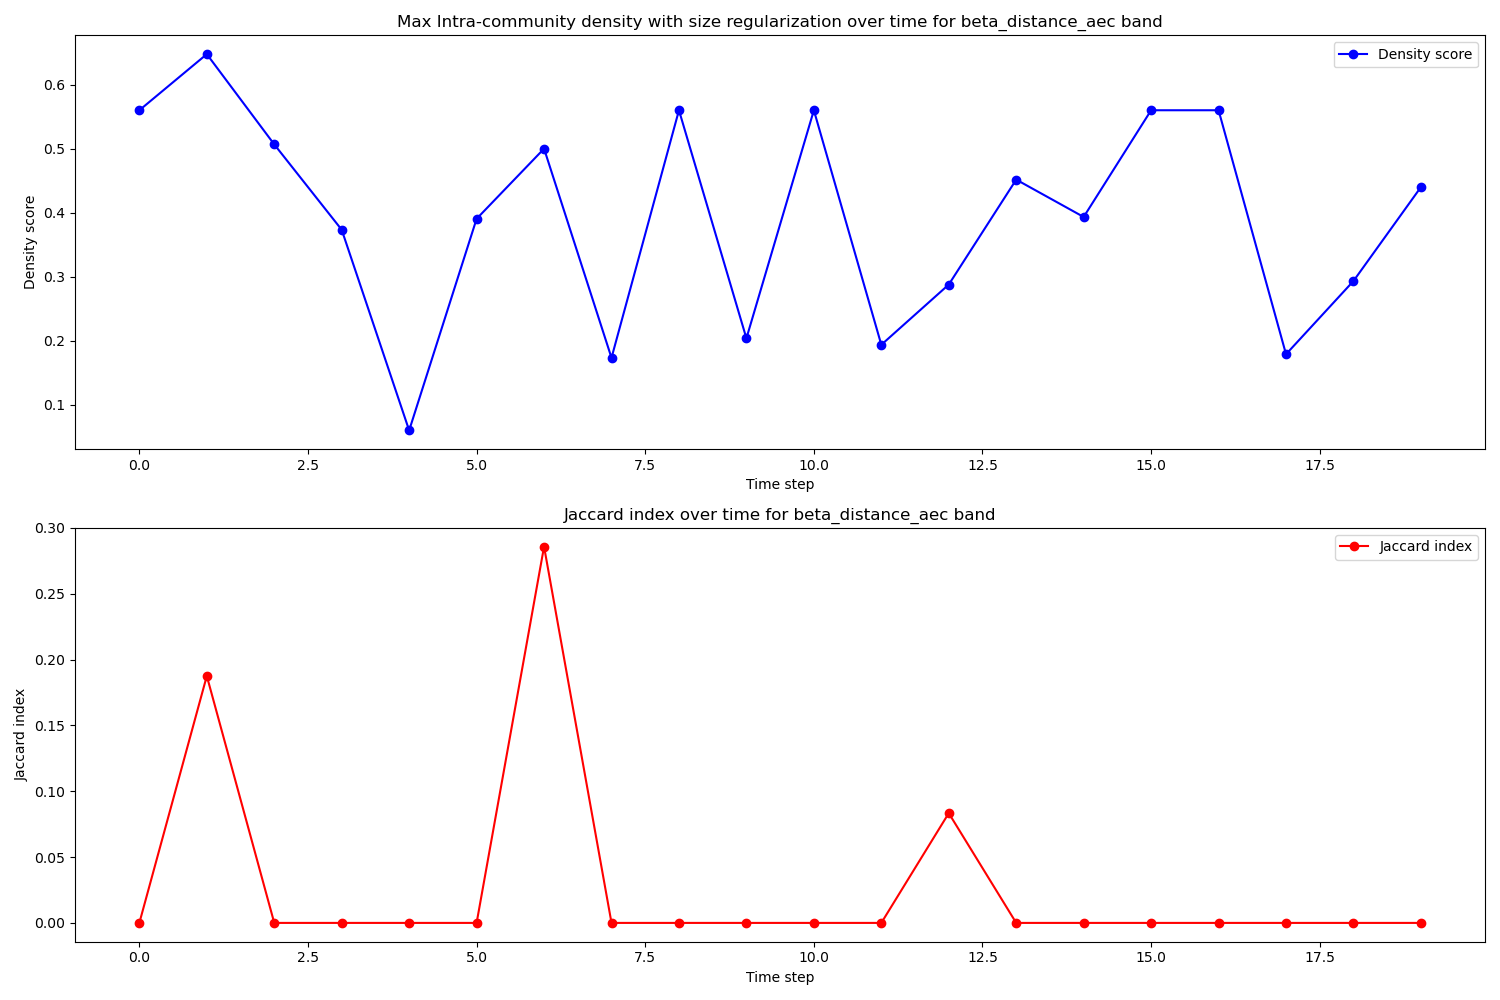 Max Intra-community density with size regularization over time for beta_distance_aec band
Density score
0.6
0.5
0.4
0.3
0.2
0.1
Density score
0.0 2.5 5.0 7.5 10.0 12.5 15.0 17.5
Time step
Jaccard index over time for beta_distance_aec band
Jaccard index
0.30
0.25
0.20
0.15
0.10
0.05
0.00
Jaccard index
0.0 2.5 5.0 7.5 10.0 12.5 15.0 17.5
Time step